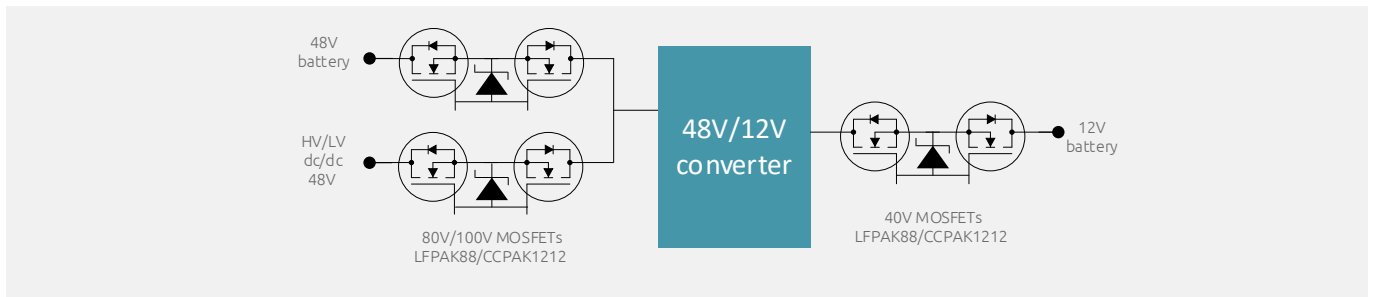 48V
battery
HV/LV
dc/dc
48V
80V/100V MOSFETs
LFPAK88/CCPAK1212
48V/12V
converter
40V MOSFETs
LFPAK88/CCPAK1212
12V
battery